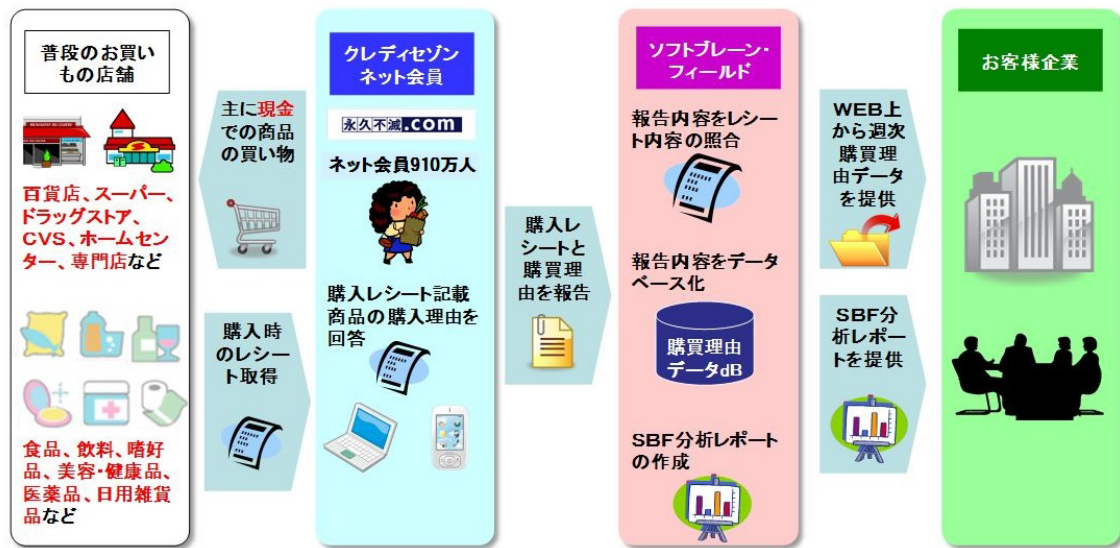 普段のお買い
もの店舗
百貨店、スーパー、
ドラッグストア、
CVS、ホームセン
ター、専門店など
食品、飲料、嗜好
品、美容・健康品、
医薬品、日用雑貨
品など
主に現金
での商品
の買い物
購入時
のレシー
ト取得
クレディセゾン
ネット会員
永久不滅.com
ネット会員910万人
購入レシート記載
商品の購入理由を
回答
購入レ
シートと
購買理
由を報告
ソフトブレーン・
フィールド
報告内容をレシー
ト内容の照合
報告内容をデータ
ベース化
購買理由
データdB
SBF分析レポート
の作成
WEB上
から週次
購買理
由データ
を提供
SBF分
析レポー
トを提供
お客様企業